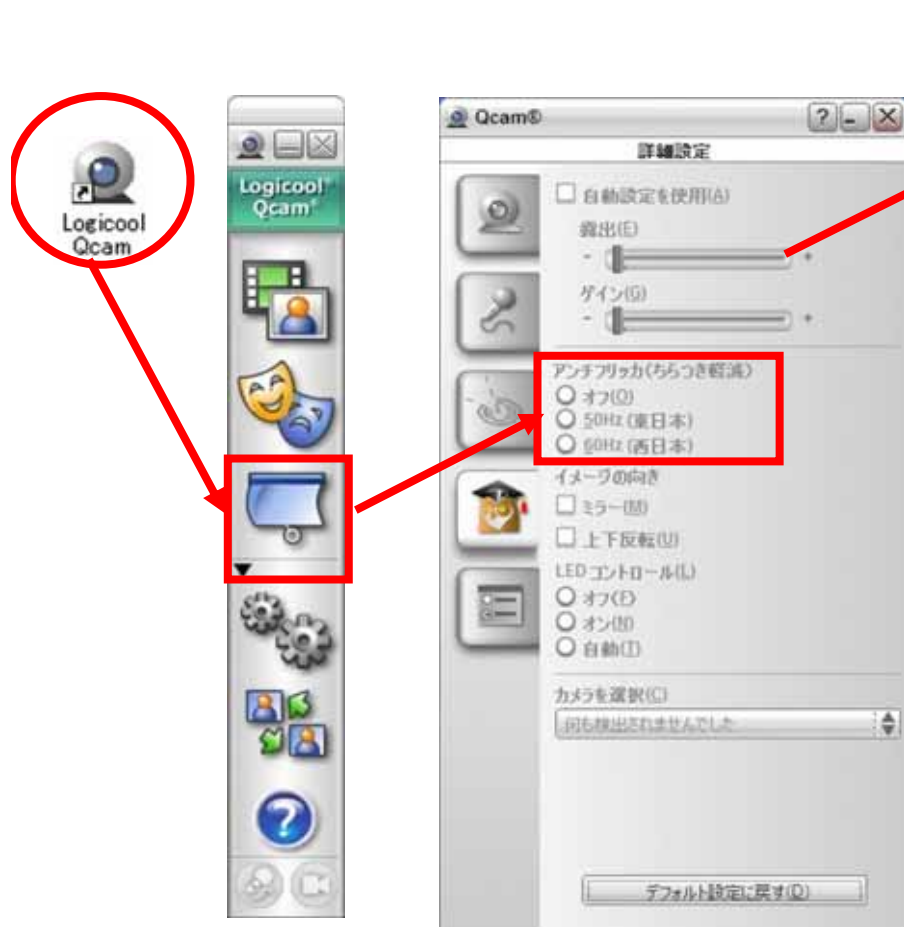 Logicool
Qcam
Logicool®
Qcam®
Qcam®
詳細設定
自動設定を使用(A)
露出(E)
- +
ゲイン(G)
- +
アンチフリッカ(ちらつき軽減)
オフ(O)
50Hz (東日本)
60Hz (西日本)
イメージの向き
ミラー(M)
上下反転(U)
LED コントロール(L)
オフ(F)
オン(N)
自動(T)
カメラを選択(C)
何も検出されませんでした
デフォルト設定に戻す(D)